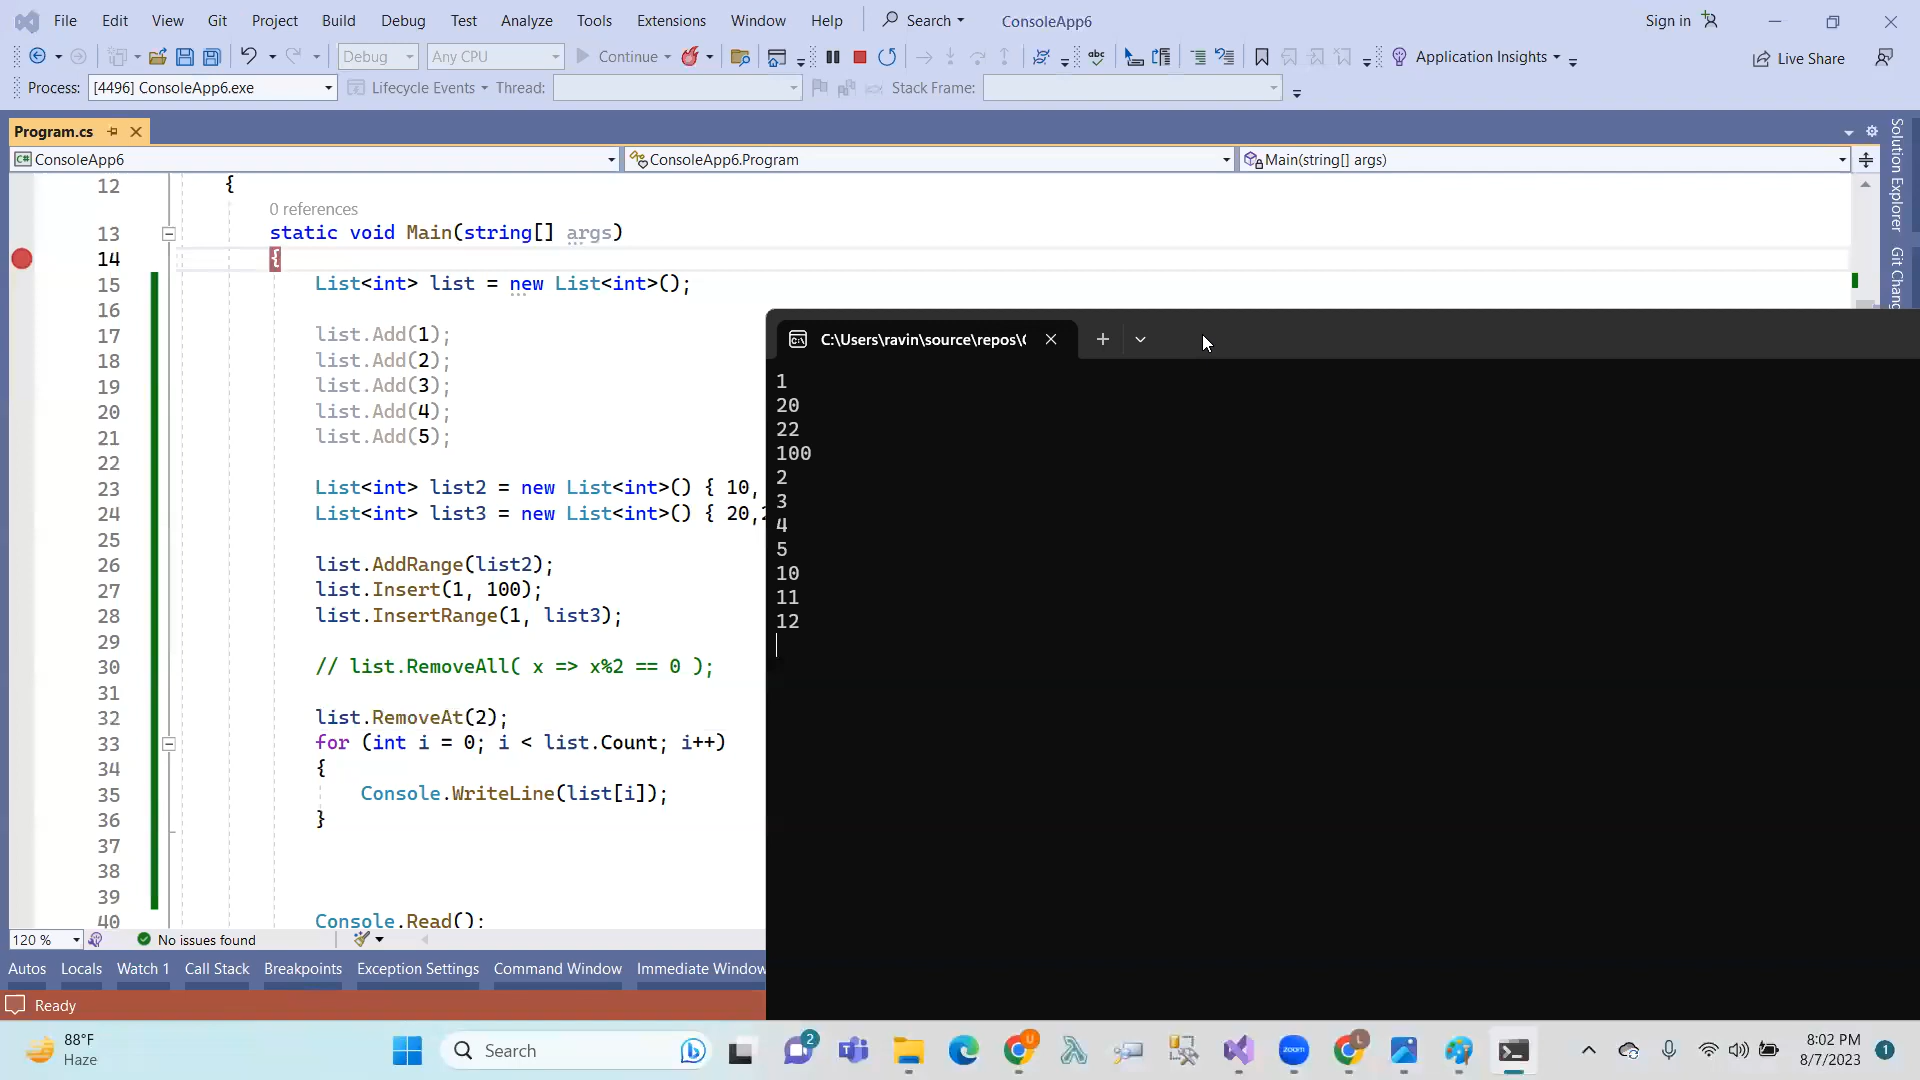 File Edit View Git Project Build Debug Test Analyze Tools Extensions Window Help Search ConsoleApp6 Sign in
Debug Any CPU Continue abc Application Insights Live Share
Process: [4496] ConsoleApp6.exe Lifecycle Events Thread: Stack Frame:
Program.cs
C# ConsoleApp6 ConsoleApp6.Program Main(string[] args)
Solution Explorer
12 {
0 references
13 static void Main(string[] args)
14 {
15 List<int> list = new List<int>();
16
17 list.Add(1);
18 list.Add(2);
19 list.Add(3);
20 list.Add(4);
21 list.Add(5);
22
23 List<int> list2 = new List<int>() { 10,
24 List<int> list3 = new List<int>() { 20,
25
26 list.AddRange(list2);
27 list.Insert(1, 100);
28 list.InsertRange(1, list3);
29
30 // list.RemoveAll( x => x%2 == 0 );
31
32 list.RemoveAt(2);
33 for (int i = 0; i < list.Count; i++)
34 {
35 Console.WriteLine(list[i]);
36 }
37
38
39
40 Console.Read();
Git Chang
C:\Users\ravin\source\repos\
1
20
22
100
2
3
4
5
10
11
12
120 % No issues found
Autos Locals Watch 1 Call Stack Breakpoints Exception Settings Command Window Immediate Window
Ready
88°F
Haze
Search
2
zoom
U
L
8:02 PM
8/7/2023
1